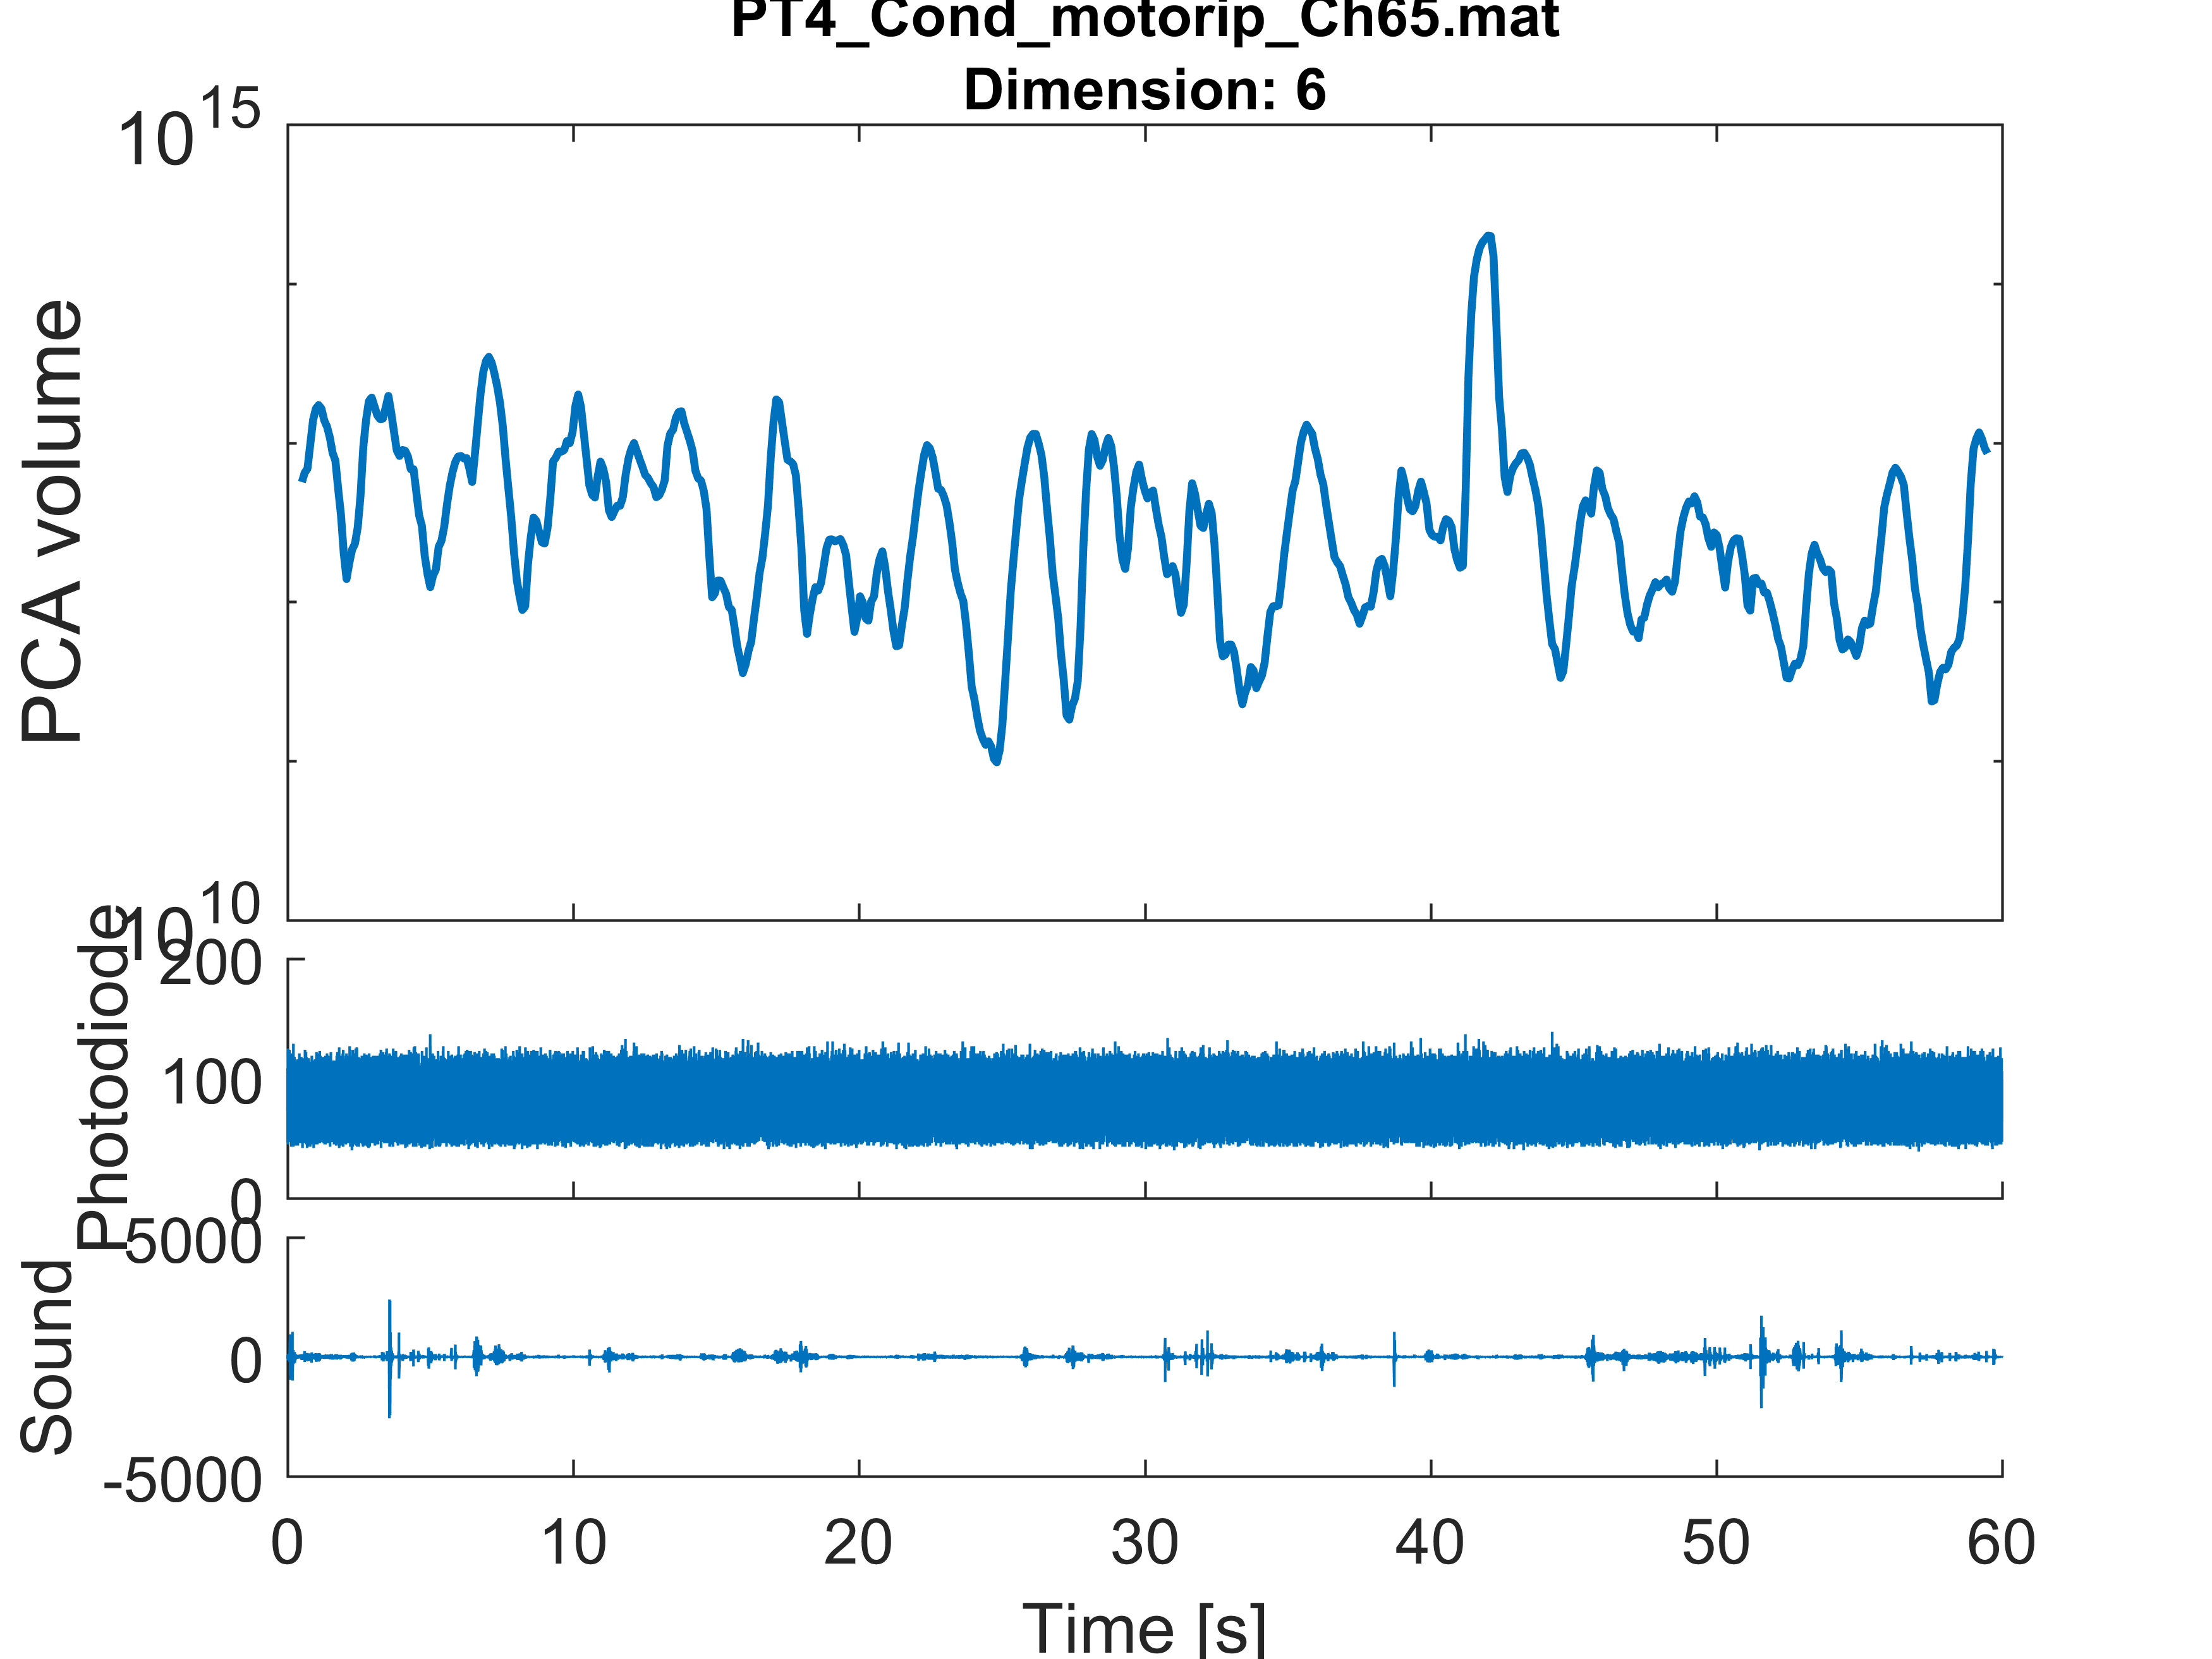 PT4_Cond_motorip_Ch65.mat
Dimension: 6
10^15
PCA volume
10^10
200
Photodiode
100
0
5000
Sound
0
-5000
0 10 20 30 40 50 60
Time [s]